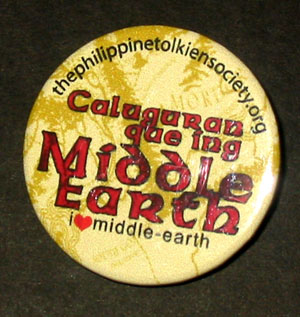 thephilippinetolkiensociety.org
Caluguran
que ing
Middle
Earth
i♥middle-earth